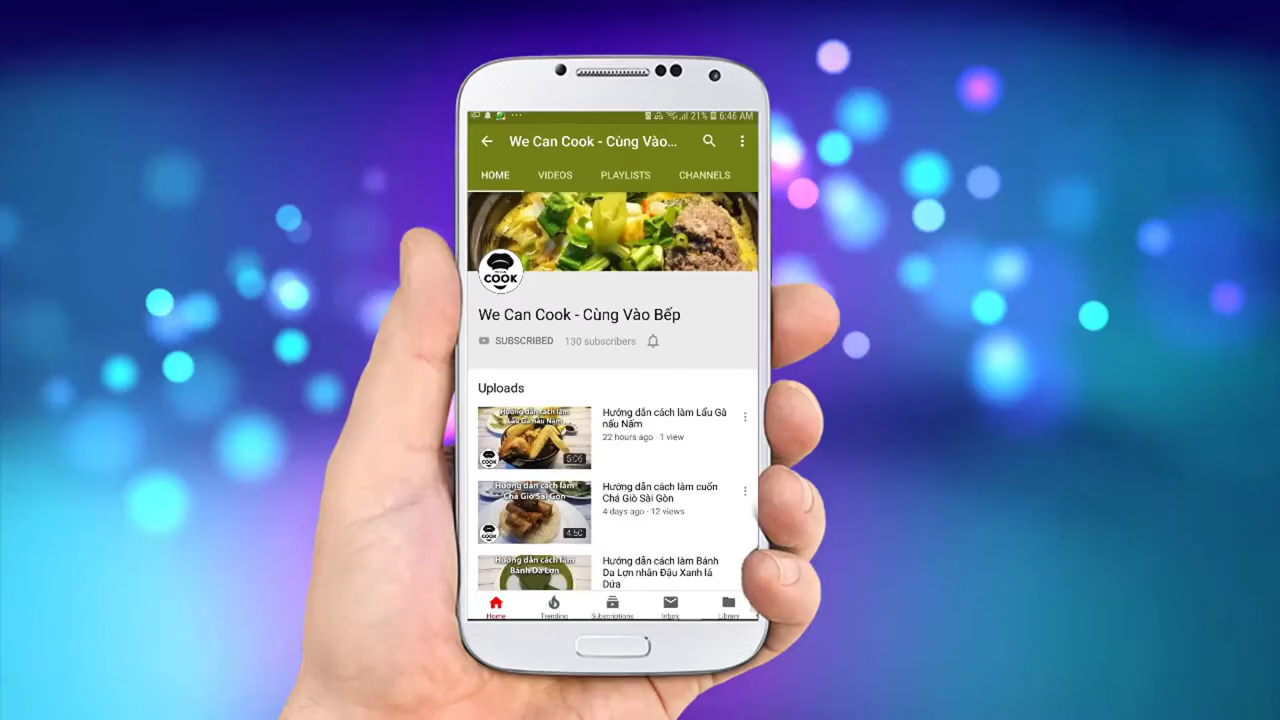 21% 6:46 AM
We Can Cook - Cùng Vào...
HOME VIDEOS PLAYLISTS CHANNELS
COOK
We Can Cook - Cùng Vào Bếp
SUBSCRIBED 130 subscribers
Uploads
Hướng dẫn cách làm
Lẩu Gà nấu Nấm
COOK
5:06
Hướng dẫn cách làm Lẩu Gà
nấu Nấm
22 hours ago · 1 view
Hướng dẫn cách làm
Chả Giò Sài Gòn
COOK
4:50
Hướng dẫn cách làm cuốn
Chả Giò Sài Gòn
4 days ago · 12 views
Hướng dẫn cách làm
Bánh Da Lợn
Hướng dẫn cách làm Bánh
Da Lợn nhân Đậu Xanh lá
Dứa
Home Trending Subscriptions Inbox Library